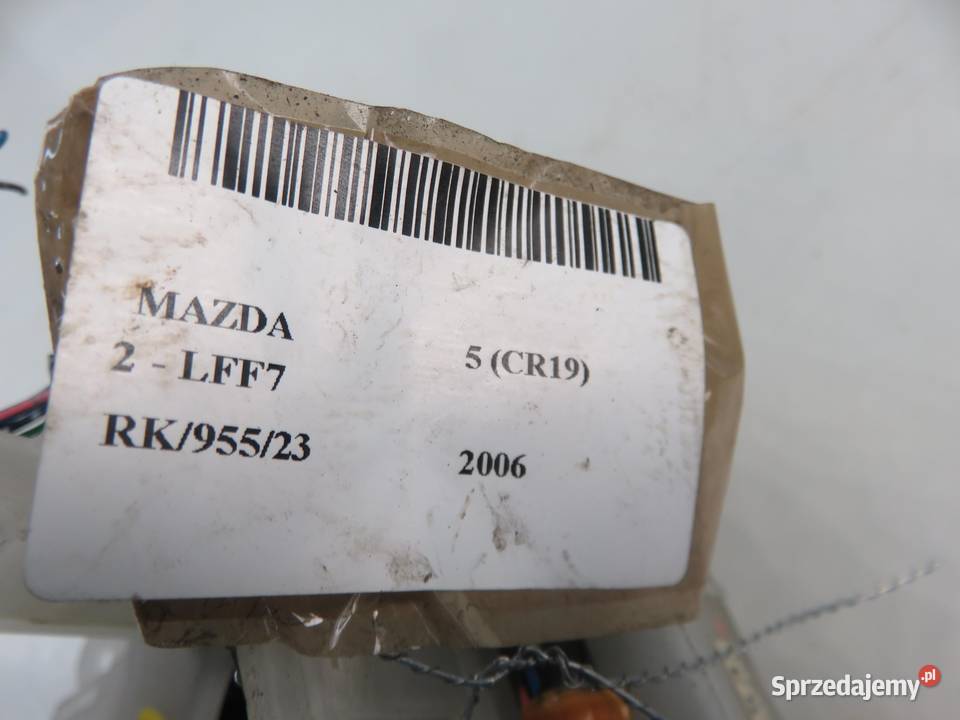 MAZDA
5 (CR19)
2 - LFF7
RK/955/23
2006
Sprzedajemy.pl